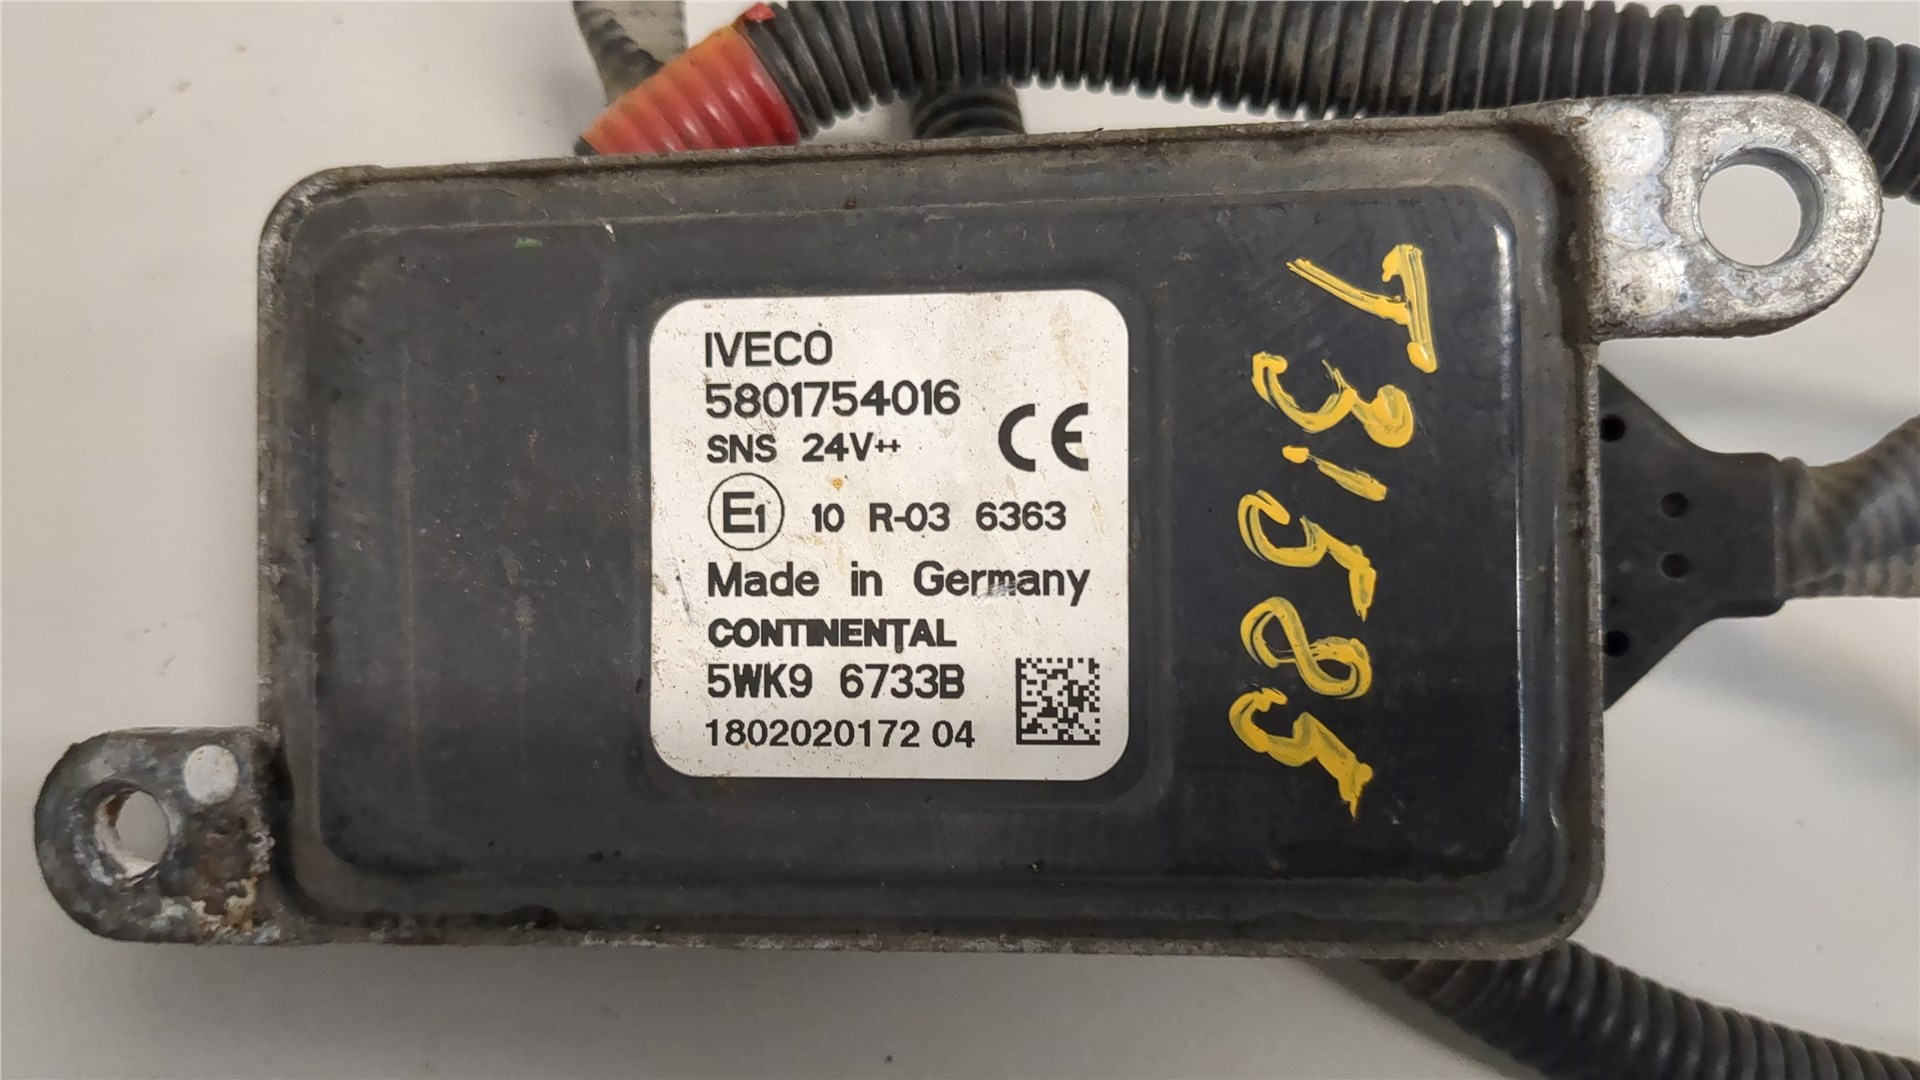 IVECO
5801754016
SNS 24V++
CE
E1 10 R-03 6363
Made in Germany
CONTINENTAL
5WK9 6733B
1802020172 04
T31585